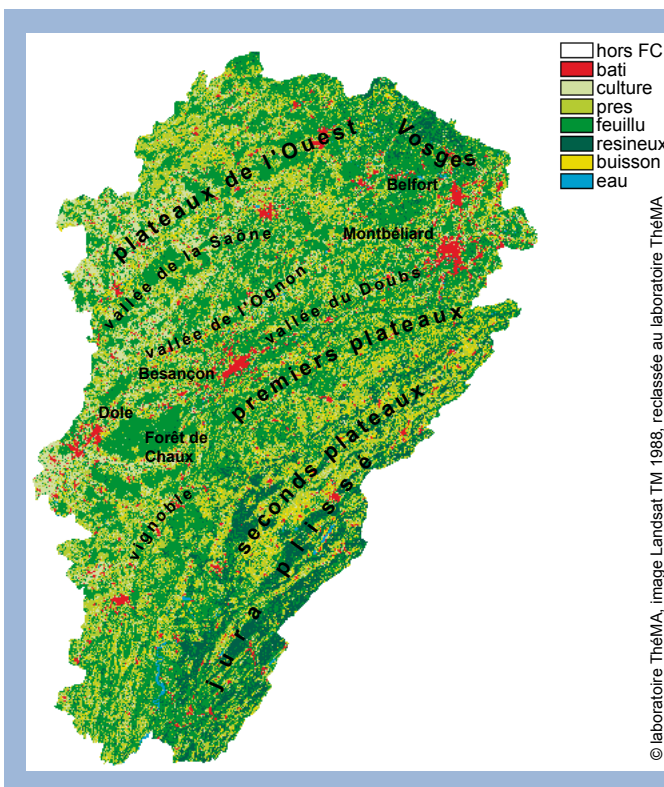 hors FC
bati
culture
pres
feuillu
resineux
buisson
eau
plateaux de l'Ouest
Vosges
Belfort
Montbéliard
vallée de la Saône
vallée de l'Ognon
vallée du Doubs
premiers plateaux
Besançon
Dole
Forêt de
Chaux
seconds plateaux
vignoble
Jura plissé
© laboratoire ThéMA, image Landsat TM 1988, reclassée au laboratoire ThéMA